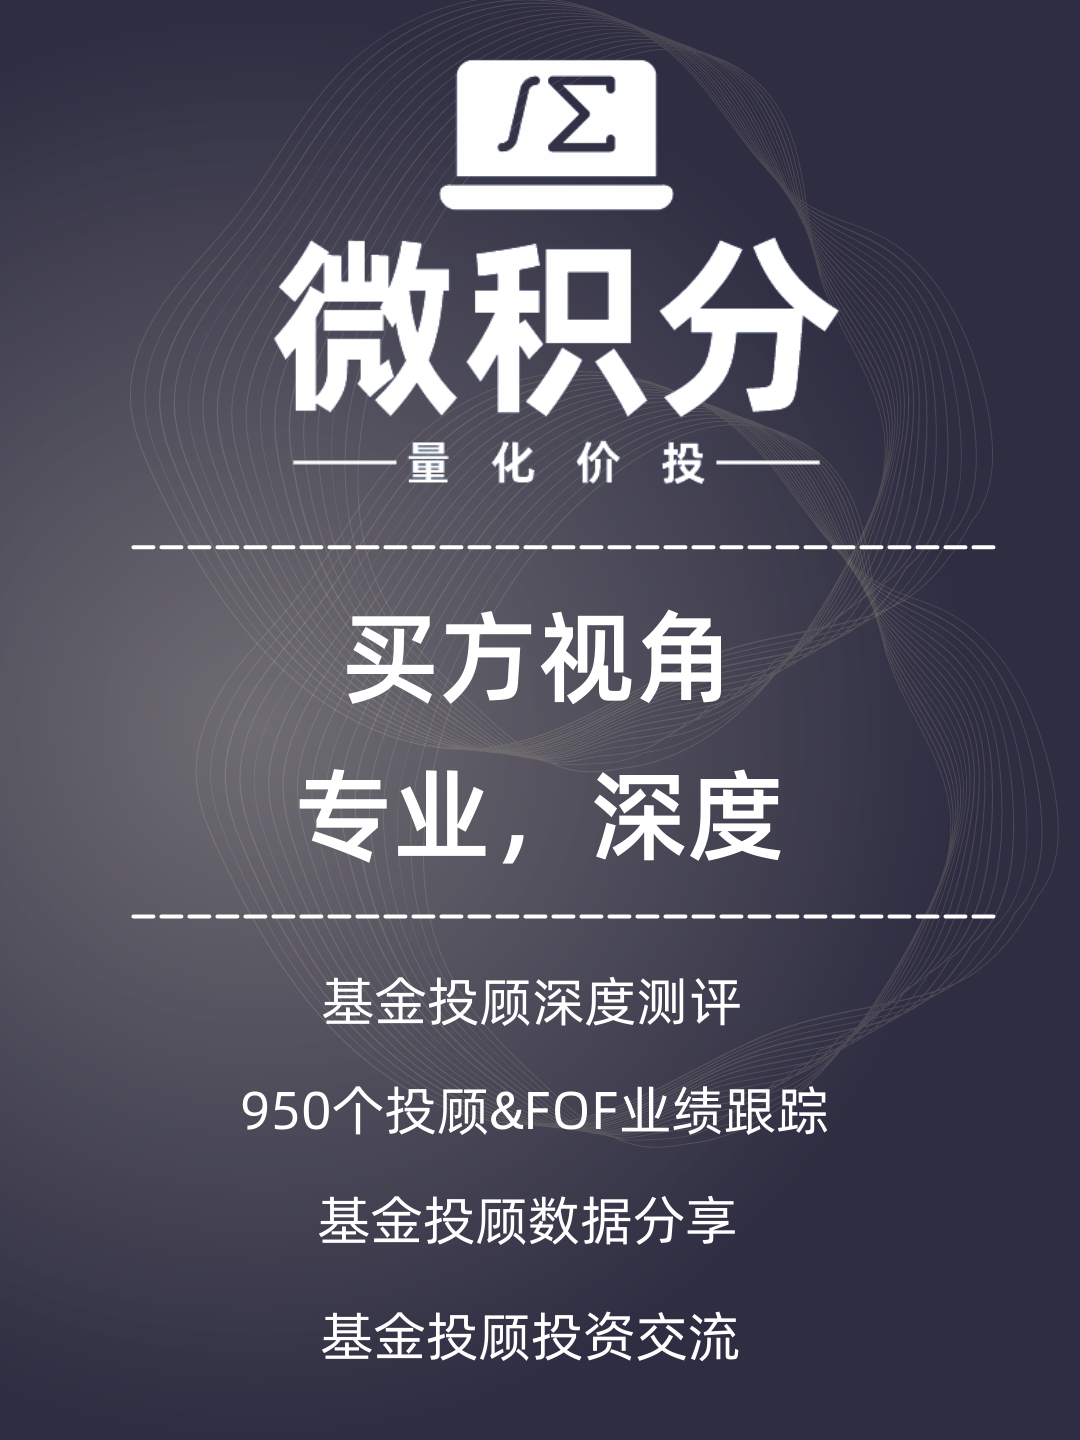 ∫Σ
微积分
量化价投
买方视角
专业，深度
基金投顾深度测评
950个投顾&FOF业绩跟踪
基金投顾数据分享
基金投顾投资交流